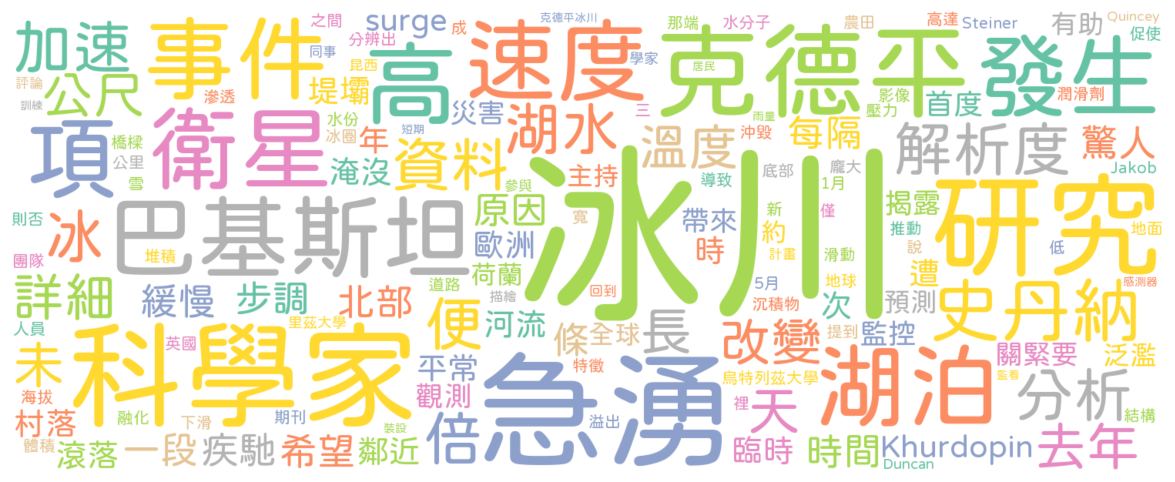 之間
克德平冰川
那端
水分子
農田
高達
Steiner
有助
Quincey
促使
加速
事件
分辨出
同事
surge
成
學家
速度
克德平
發生
評論
公尺
訓練
滲透
昆西
堤壩
高
災害
居民
雨量
影像
壓力
首度
潤滑劑
項
衛星
橋樑
公里
雪
水份
冰圈
年
短期
淹沒
資料
湖水
三
沖毀
溫度
每隔
解析度
驚人
Jakob
則否
冰
巴基斯坦
參與
原因
主持
寬
導致
底部
龐大
1月
僅
揭露
推動
研究
地面
團隊
堆積
歐洲
冰川
帶來
時
新
約
計畫
滑動
說
低
詳細
緩慢
步調
北部
道路
描繪
荷蘭
回到
5月
沉積物
地球
次
遭
預測
感測器
史丹納
人員
未
科學家
里茲大學
英國
便
河流
條
全球
長
改變
提到
監控
關緊要
泛濫
海拔
平常
特徵
觀測
急湧
烏特列茲大學
湖泊
監看
分析
結構
村落
融化
下滑
期刊
裝設
溢出
倍
裡
天
體積
滾落
一段
疾馳
希望
鄰近
臨時
時間
Khurdopin
Duncan
去年